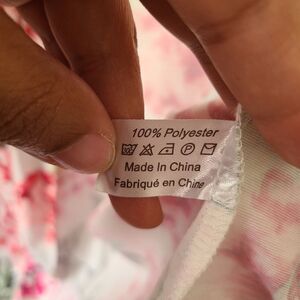 100% Polyester
Made In China
Fabriqué en Chine